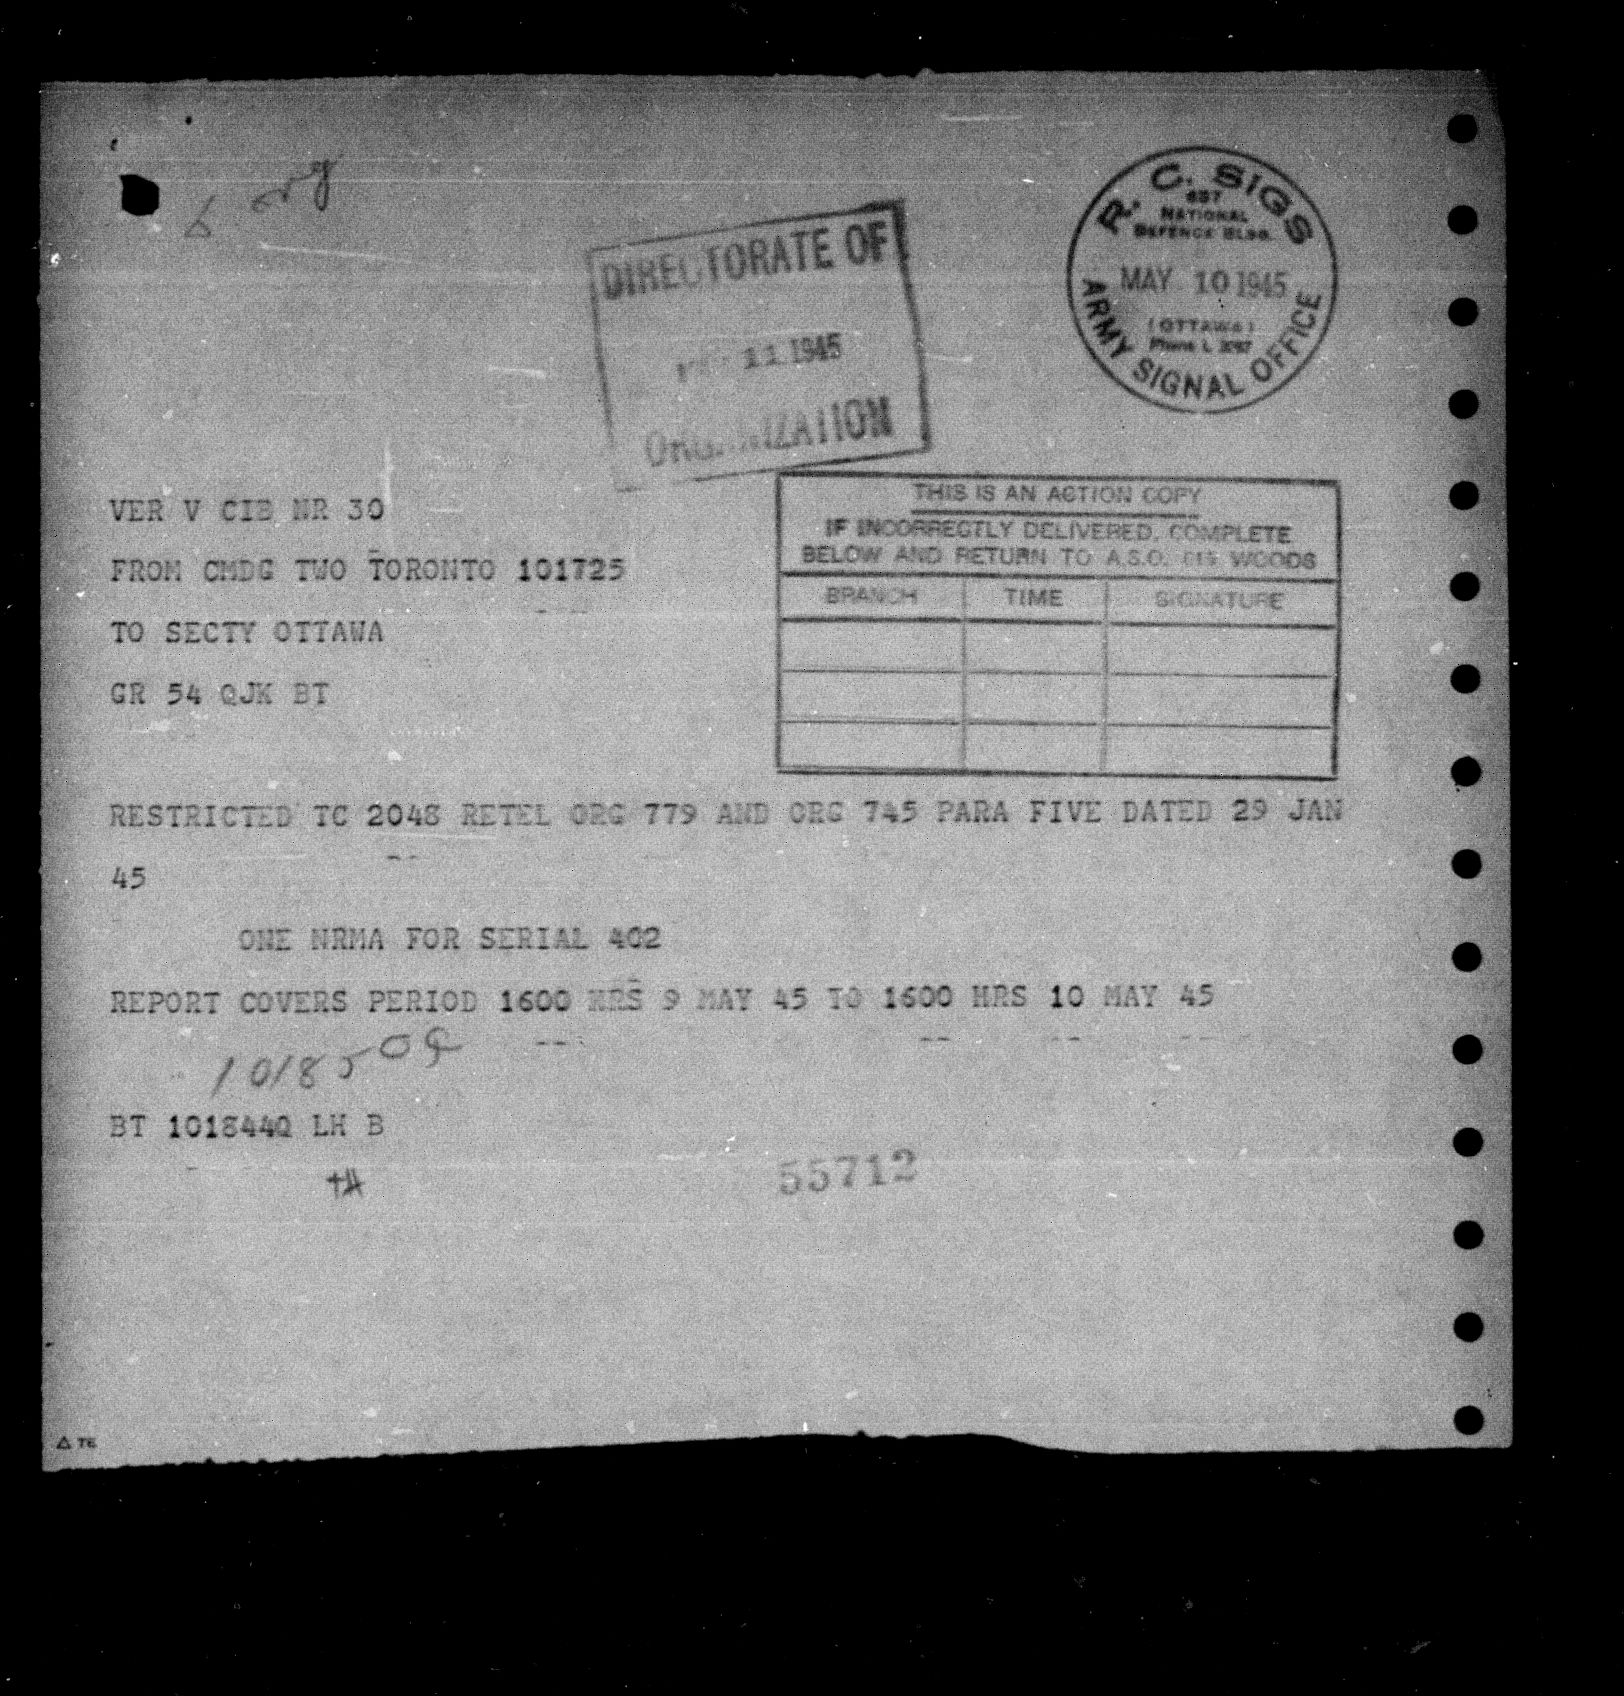 org
R. C. SIGS
NATIONAL
DEFENCE BLDG.
MAY 10 1945
(OTTAWA)
ARMY SIGNAL OFFICE
DIRECTORATE OF
11 1945
ORGANIZATION
THIS IS AN ACTION COPY
IF INCORRECTLY DELIVERED, COMPLETE
BELOW AND RETURN TO A.S.O. WOODS
BRANCH TIME SIGNATURE
VER V CIB NR 30
FROM CMDG TWO TORONTO 101725
TO SECTY OTTAWA
GR 54 QJK BT
RESTRICTED TC 2048 RETEL ORG 779 AND ORG 745 PARA FIVE DATED 29 JAN
45
ONE NRMA FOR SERIAL 402
REPORT COVERS PERIOD 1600 HRS 9 MAY 45 TO 1600 HRS 10 MAY 45
BT 101844Q LH B
55712